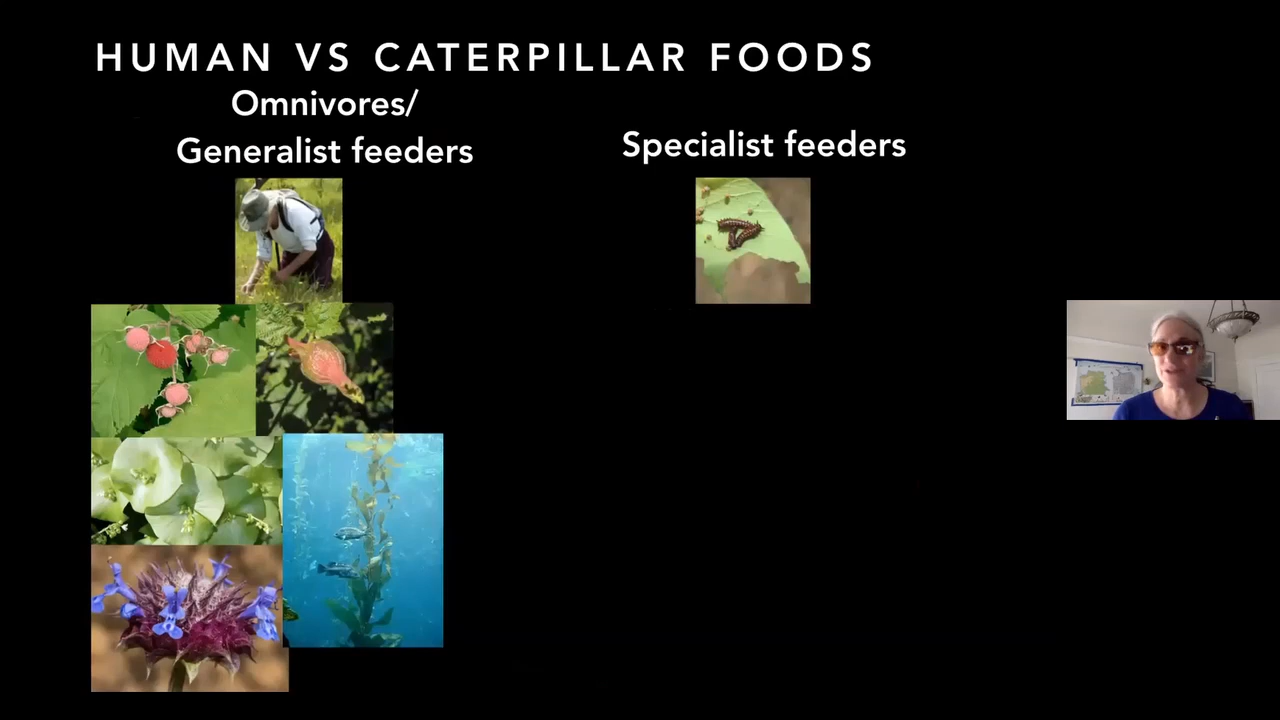 HUMAN VS CATERPILLAR FOODS
Omnivores/
Generalist feeders
Specialist feeders